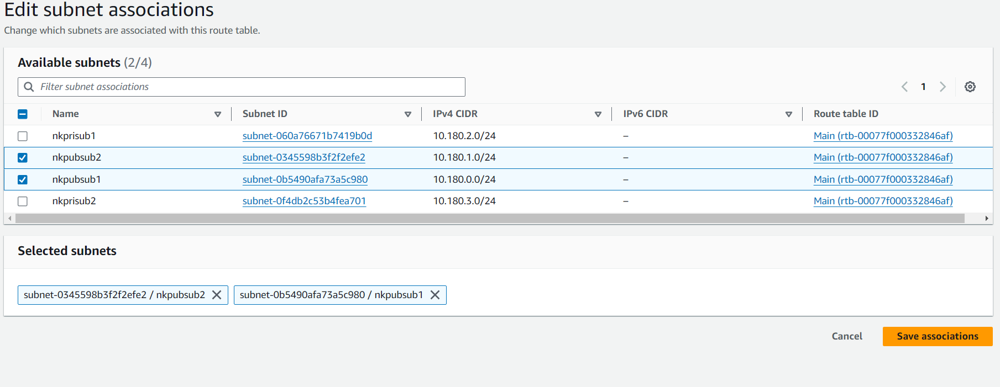 Edit subnet associations
Change which subnets are associated with this route table.
Available subnets (2/4)
Filter subnet associations
1
Name Subnet ID IPv4 CIDR IPv6 CIDR Route table ID
nkprisub1 subnet-060a76671b7419b0d 10.180.2.0/24 – Main (rtb-00077f000332846af)
nkpubsub2 subnet-0345598b3f2f2efe2 10.180.1.0/24 – Main (rtb-00077f000332846af)
nkpubsub1 subnet-0b5490afa73a5c980 10.180.0.0/24 – Main (rtb-00077f000332846af)
nkprisub2 subnet-0f4db2c53b4fea701 10.180.3.0/24 – Main (rtb-00077f000332846af)
Selected subnets
subnet-0345598b3f2f2efe2 / nkpubsub2 subnet-0b5490afa73a5c980 / nkpubsub1
Cancel Save associations